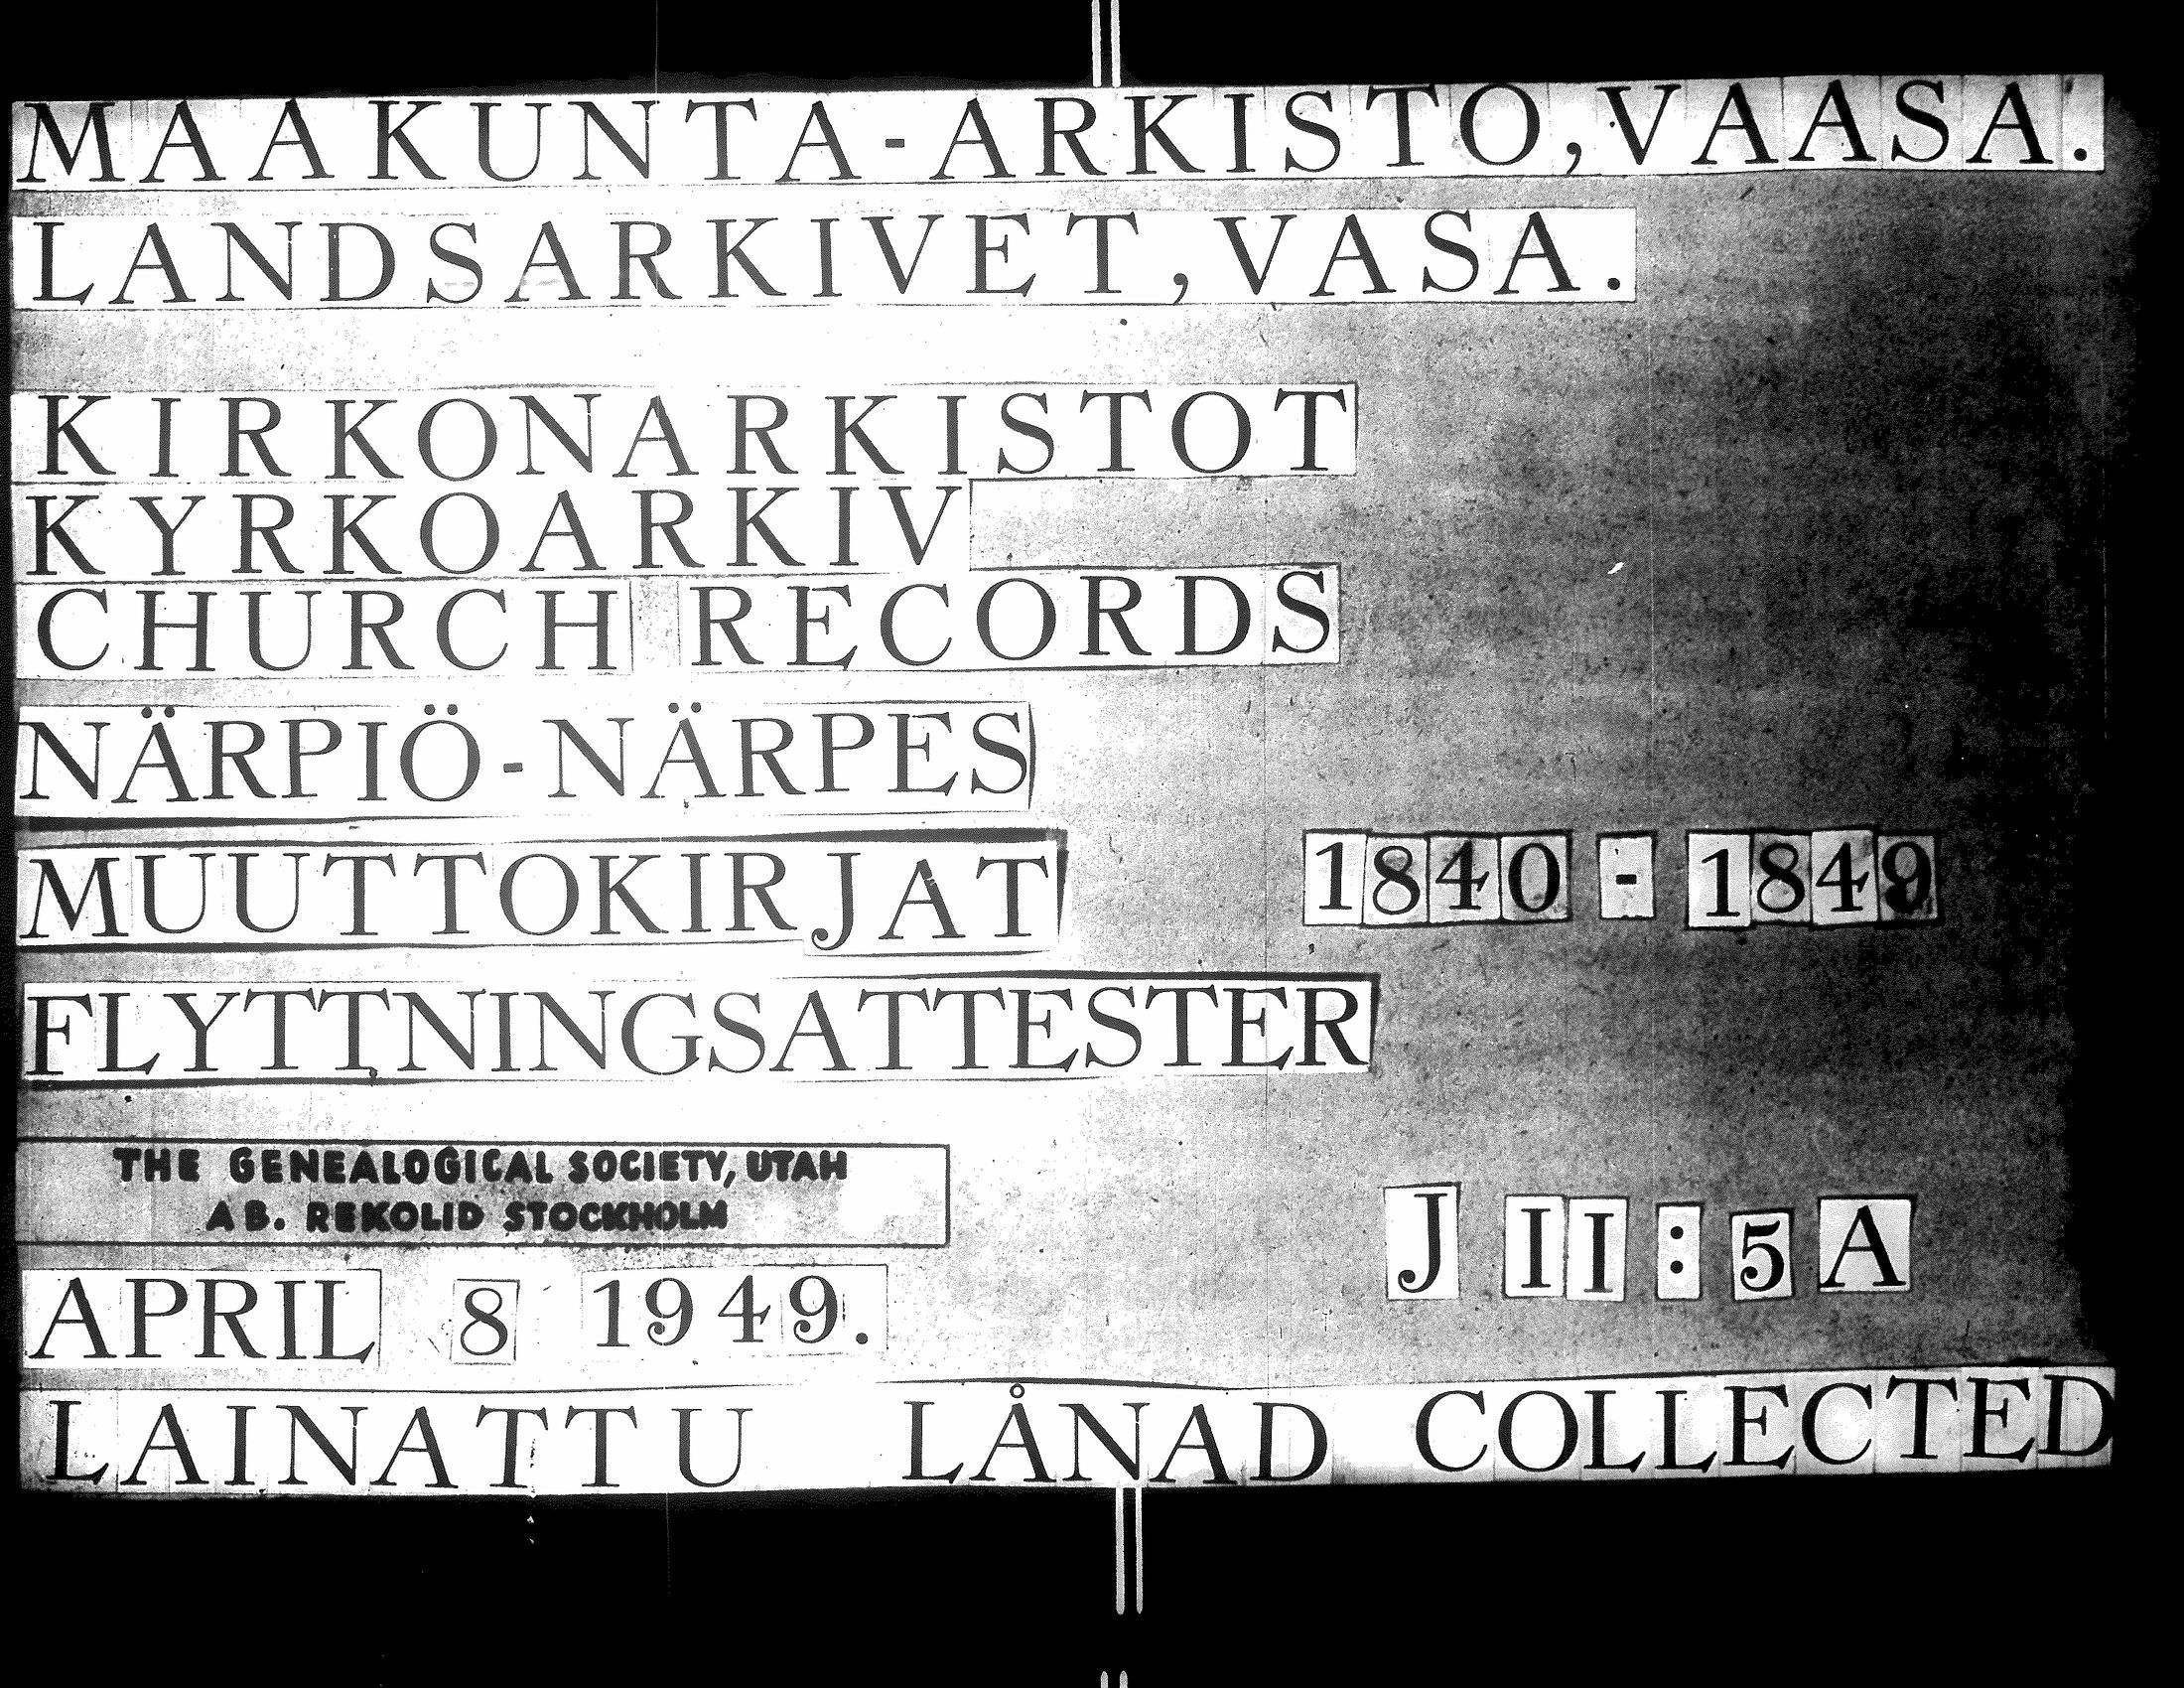 MAAKUNTA-ARKISTO, VAASA.
LANDSARKIVET, VASA.
KIRKONARKISTOT
KYRKOARKIV
CHURCH RECORDS
NÄRPIÖ-NÄRPES
MUUTTOKIRJAT 1840 - 1849
FLYTTNINGSATTESTER
THE GENEALOGICAL SOCIETY, UTAH
AB. REKOLID STOCKHOLM
J II : 5A
APRIL 8 1949.
LAINATTU LÅNAD COLLECTED